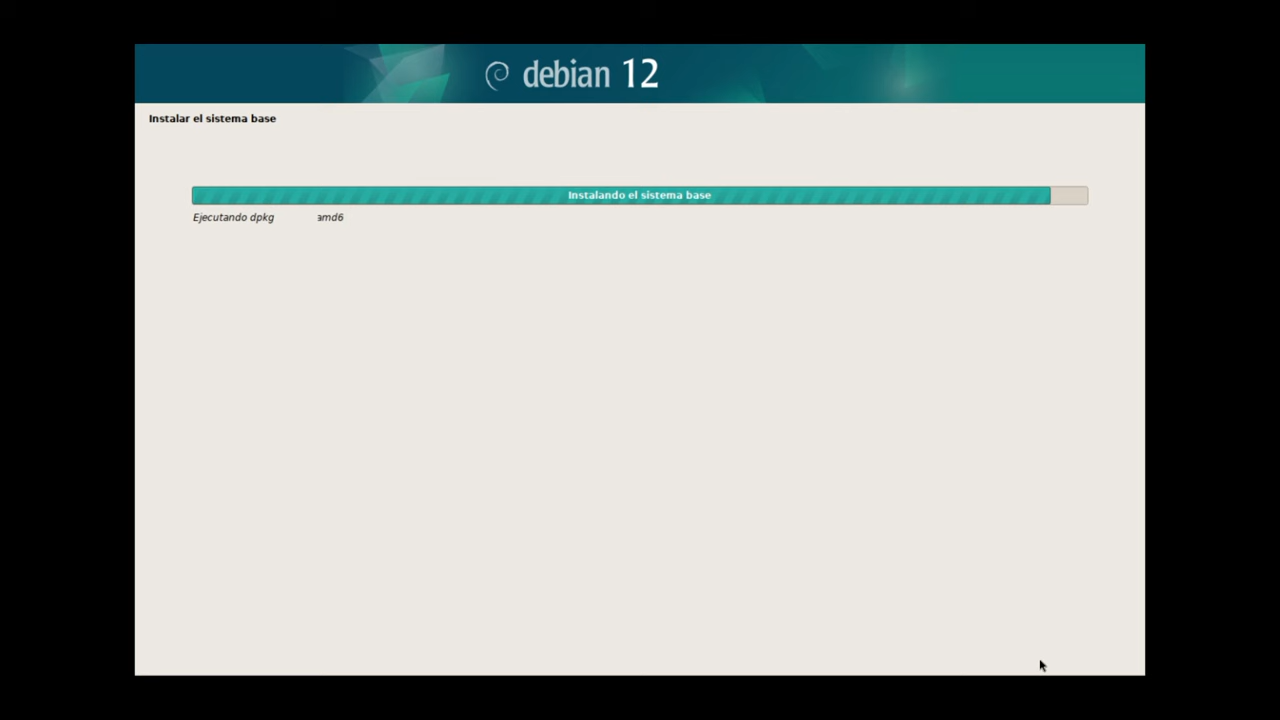 debian 12
Instalar el sistema base
Instalando el sistema base
Ejecutando dpkg amd6